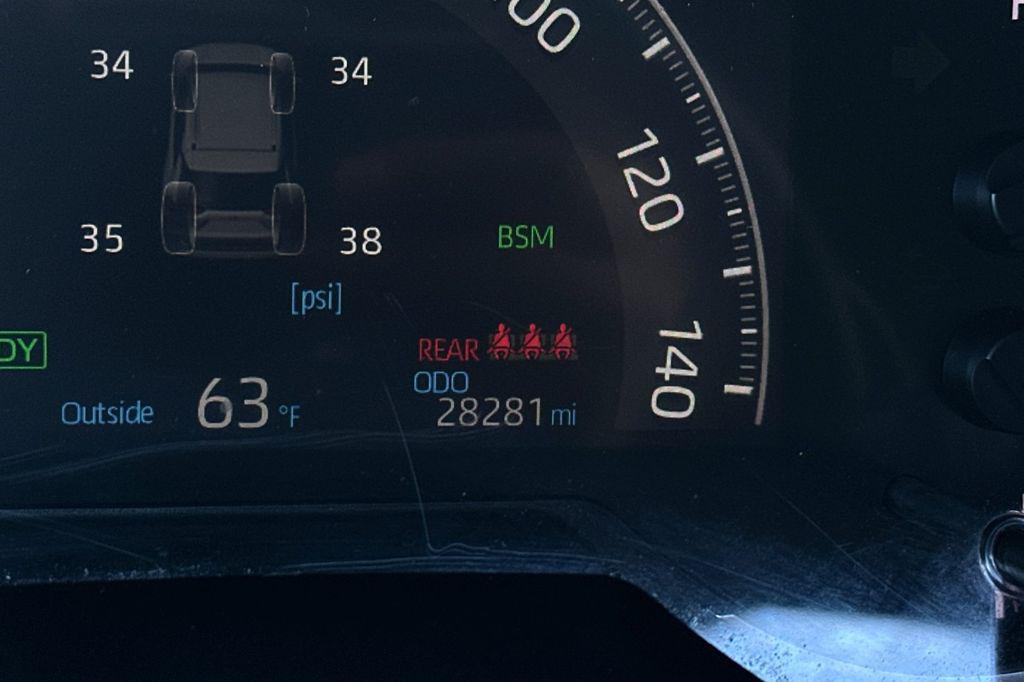 34 34
35 38
[psi]
BSM
REAR
ODO
28281 mi
Outside 63 °F
120
140